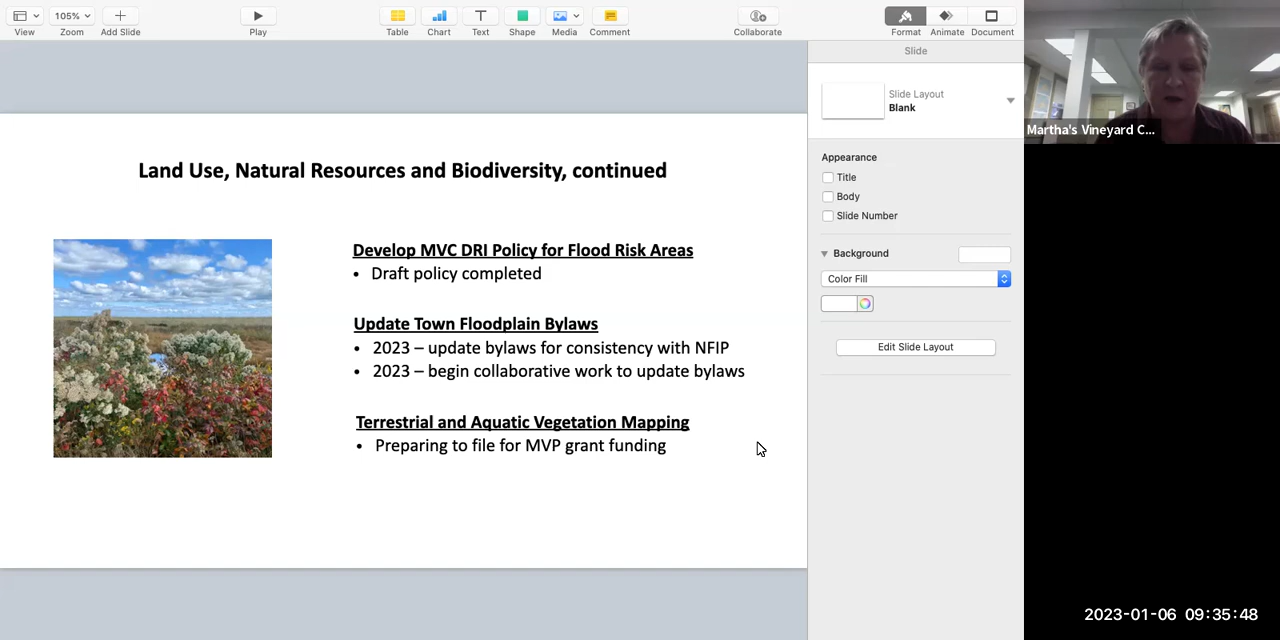 View
105%
Zoom
Add Slide
Play
Table
Chart
Text
Shape
Media
Comment
Collaborate
Format
Animate
Document
Slide
Slide Layout
Blank
Appearance
Title
Body
Slide Number
Background
Color Fill
Edit Slide Layout
Land Use, Natural Resources and Biodiversity, continued
Develop MVC DRI Policy for Flood Risk Areas
• Draft policy completed
Update Town Floodplain Bylaws
• 2023 – update bylaws for consistency with NFIP
• 2023 – begin collaborative work to update bylaws
Terrestrial and Aquatic Vegetation Mapping
• Preparing to file for MVP grant funding
Martha's Vineyard C...
2023-01-06 09:35:48